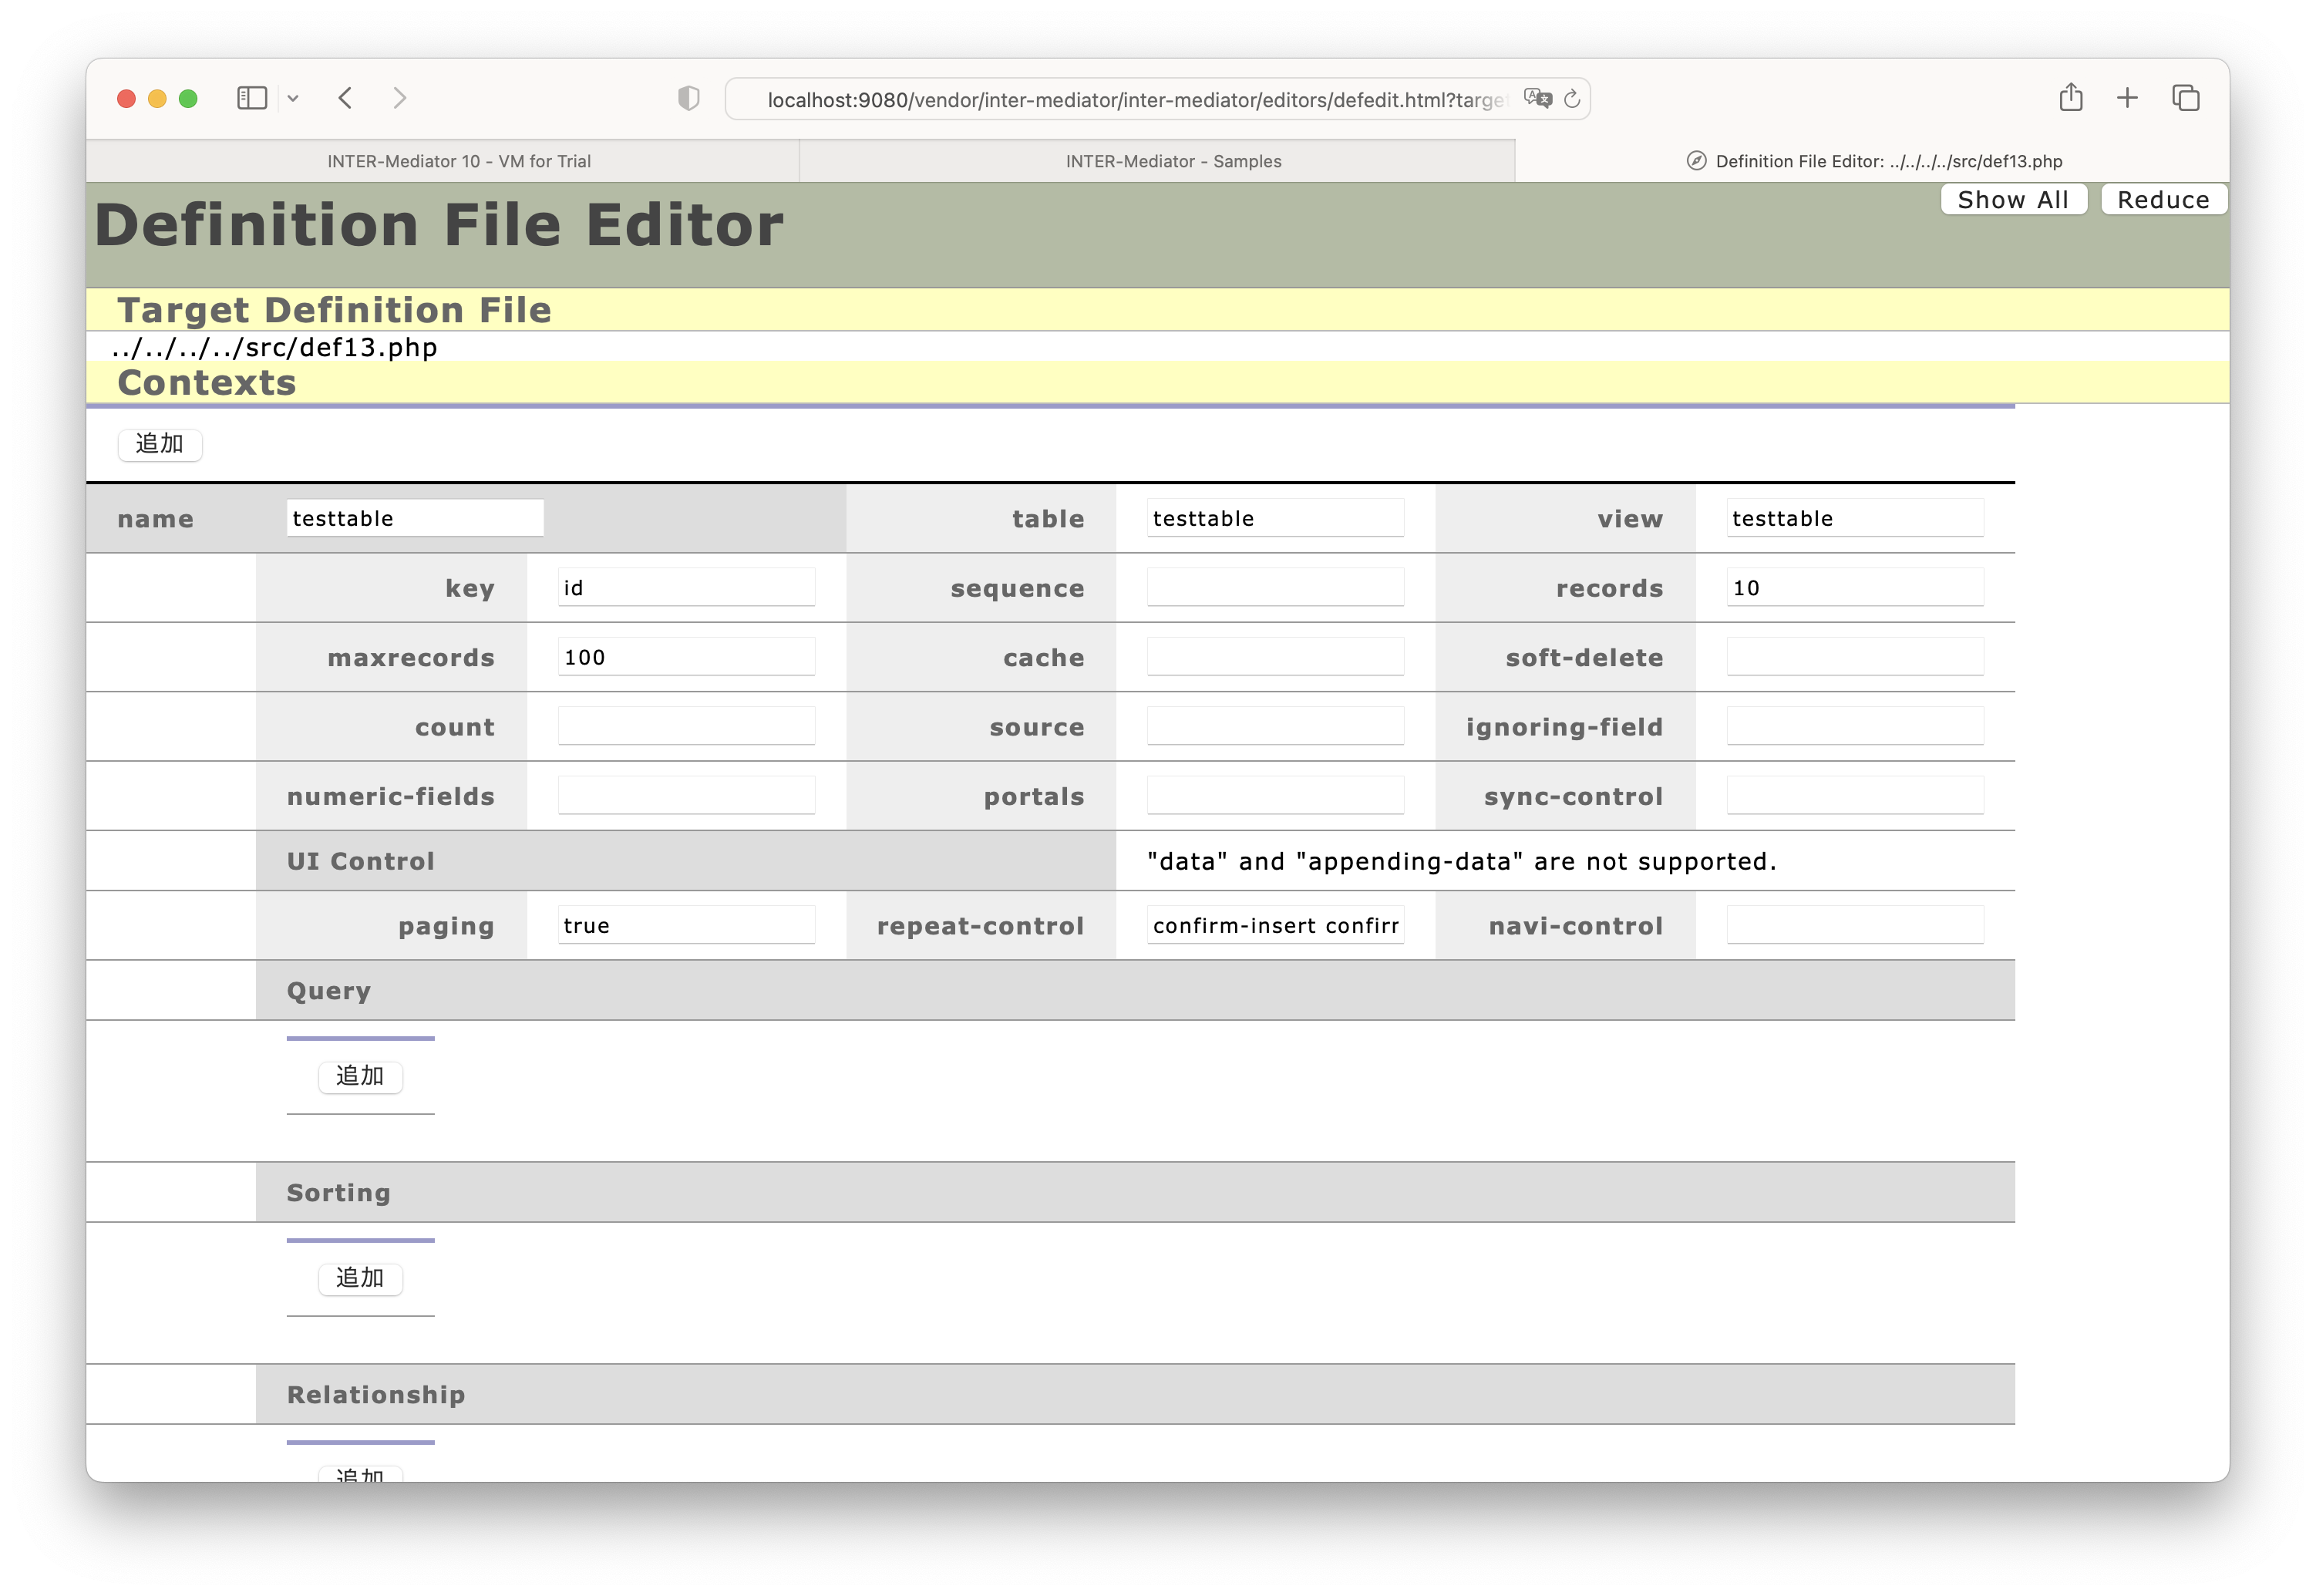 localhost:9080/vendor/inter-mediator/inter-mediator/editors/defedit.html?targe
INTER-Mediator 10 - VM for Trial
INTER-Mediator - Samples
Definition File Editor: ../../../../src/def13.php
Definition File Editor
Show All
Reduce
Target Definition File
../../../../src/def13.php
Contexts
追加
name testtable table testtable view testtable
key id sequence records 10
maxrecords 100 cache soft-delete
count source ignoring-field
numeric-fields portals sync-control
UI Control "data" and "appending-data" are not supported.
paging true repeat-control confirm-insert confirr navi-control
Query
追加
Sorting
追加
Relationship
追加